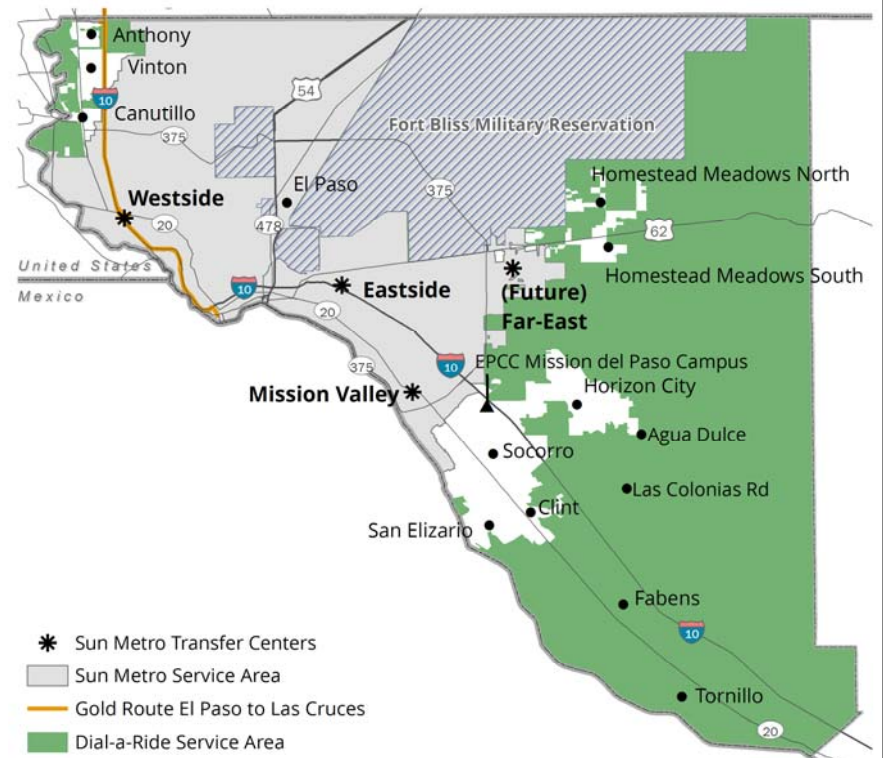 Anthony
Vinton
10
Canutillo
54
375
Fort Bliss Military Reservation
Westside
20
El Paso
478
375
Homestead Meadows North
62
Homestead Meadows South
United States
Mexico
10
Eastside
(Future)
Far-East
20
375
10
EPCC Mission del Paso Campus
Mission Valley
Horizon City
Agua Dulce
Socorro
Las Colonias Rd
Clint
San Elizario
Fabens
10
Tornillo
20
Sun Metro Transfer Centers
Sun Metro Service Area
Gold Route El Paso to Las Cruces
Dial-a-Ride Service Area